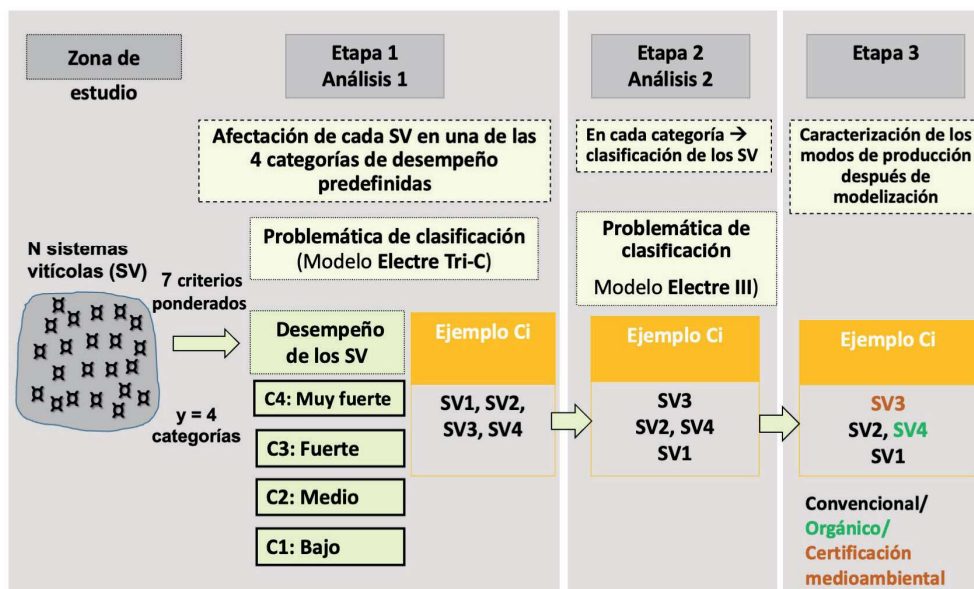 Zona de
estudio
N sistemas
vitícolas (SV)
7 criterios
ponderados
y = 4
categorías
Etapa 1
Análisis 1
Afectación de cada SV en una de las
4 categorías de desempeño
predefinidas
Problemática de clasificación
(Modelo Electre Tri-C)
Desempeño
de los SV
C4: Muy fuerte
C3: Fuerte
C2: Medio
C1: Bajo
Ejemplo Ci
SV1, SV2,
SV3, SV4
Etapa 2
Análisis 2
En cada categoría →
clasificación de los SV
Problemática de
clasificación
Modelo Electre III)
Ejemplo Ci
SV3
SV2, SV4
SV1
Etapa 3
Caracterización de los
modos de producción
después de
modelización
Ejemplo Ci
SV3
SV2, SV4
SV1
Convencional/
Orgánico/
Certificación
medioambiental